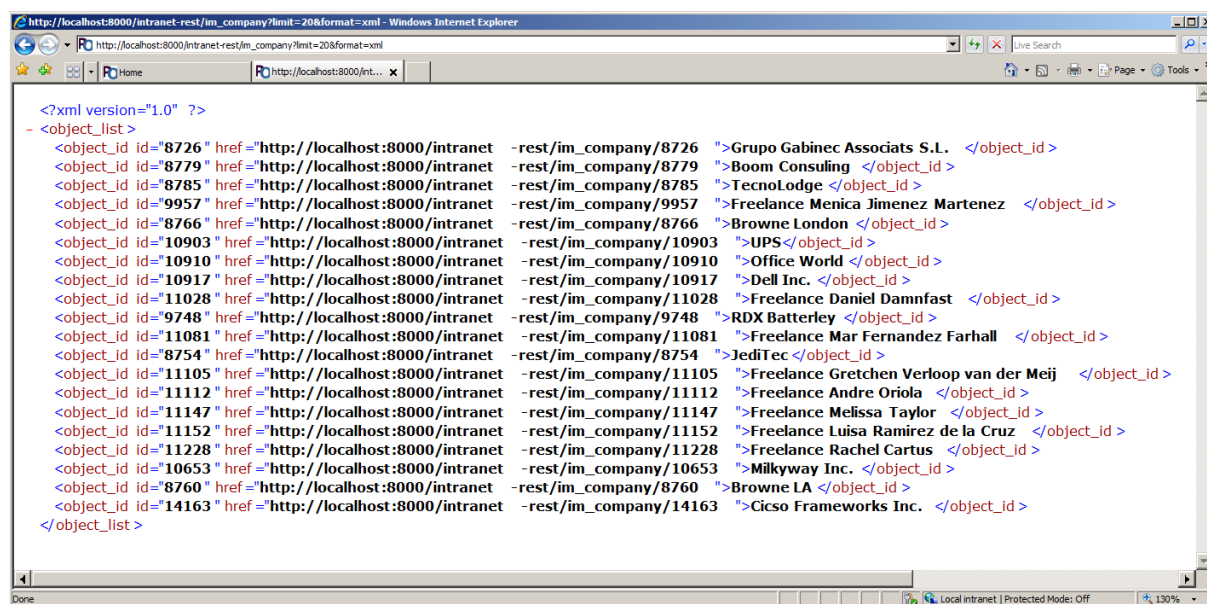 http://localhost:8000/intranet-rest/im_company?limit=20&format=xml - Windows Internet Explorer
http://localhost:8000/intranet-rest/im_company?limit=20&format=xml Live Search
Home http://localhost:8000/int... x Page Tools
<?xml version="1.0" ?>
- <object_list >
<object_id id="8726" href ="http://localhost:8000/intranet -rest/im_company/8726 ">Grupo Gabinec Associats S.L. </object_id >
<object_id id="8779" href ="http://localhost:8000/intranet -rest/im_company/8779 ">Boom Consuling </object_id >
<object_id id="8785" href ="http://localhost:8000/intranet -rest/im_company/8785 ">TecnoLodge </object_id >
<object_id id="9957" href ="http://localhost:8000/intranet -rest/im_company/9957 ">Freelance Menica Jimenez Martenez </object_id >
<object_id id="8766" href ="http://localhost:8000/intranet -rest/im_company/8766 ">Browne London </object_id >
<object_id id="10903" href ="http://localhost:8000/intranet -rest/im_company/10903 ">UPS</object_id >
<object_id id="10910" href ="http://localhost:8000/intranet -rest/im_company/10910 ">Office World </object_id >
<object_id id="10917" href ="http://localhost:8000/intranet -rest/im_company/10917 ">Dell Inc. </object_id >
<object_id id="11028" href ="http://localhost:8000/intranet -rest/im_company/11028 ">Freelance Daniel Damnfast </object_id >
<object_id id="9748" href ="http://localhost:8000/intranet -rest/im_company/9748 ">RDX Batterley </object_id >
<object_id id="11081" href ="http://localhost:8000/intranet -rest/im_company/11081 ">Freelance Mar Fernandez Farhall </object_id >
<object_id id="8754" href ="http://localhost:8000/intranet -rest/im_company/8754 ">JediTec </object_id >
<object_id id="11105" href ="http://localhost:8000/intranet -rest/im_company/11105 ">Freelance Gretchen Verloop van der Meij </object_id >
<object_id id="11112" href ="http://localhost:8000/intranet -rest/im_company/11112 ">Freelance Andre Oriola </object_id >
<object_id id="11147" href ="http://localhost:8000/intranet -rest/im_company/11147 ">Freelance Melissa Taylor </object_id >
<object_id id="11152" href ="http://localhost:8000/intranet -rest/im_company/11152 ">Freelance Luisa Ramirez de la Cruz </object_id >
<object_id id="11228" href ="http://localhost:8000/intranet -rest/im_company/11228 ">Freelance Rachel Cartus </object_id >
<object_id id="10653" href ="http://localhost:8000/intranet -rest/im_company/10653 ">Milkyway Inc. </object_id >
<object_id id="8760" href ="http://localhost:8000/intranet -rest/im_company/8760 ">Browne LA </object_id >
<object_id id="14163" href ="http://localhost:8000/intranet -rest/im_company/14163 ">Cicso Frameworks Inc. </object_id >
</object_list >
Done Local intranet | Protected Mode: Off 130%